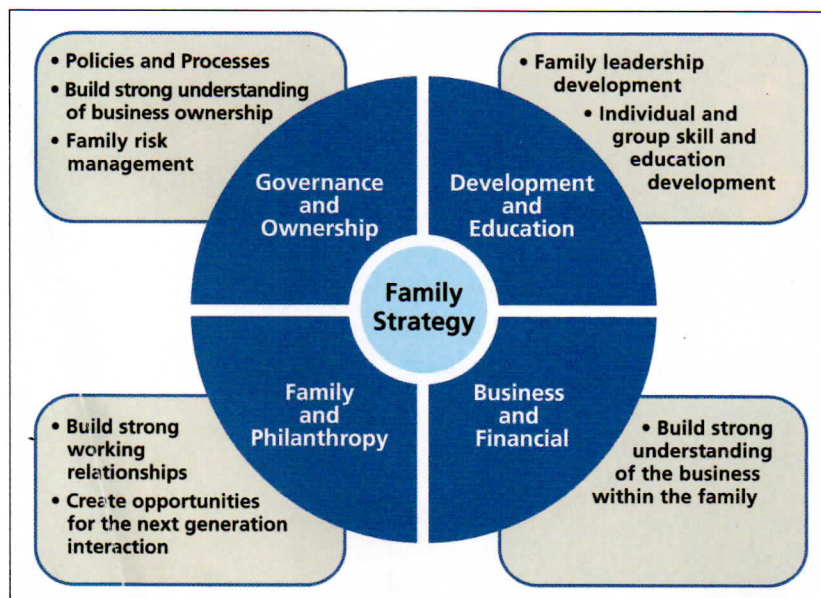 • Policies and Processes
• Build strong understanding
of business ownership
• Family risk
management
• Family leadership
development
• Individual and
group skill and
education
development
Governance
and
Ownership
Development
and
Education
Family
Strategy
Family
and
Philanthropy
Business
and
Financial
• Build strong
working
relationships
• Create opportunities
for the next generation
interaction
• Build strong
understanding
of the business
within the family